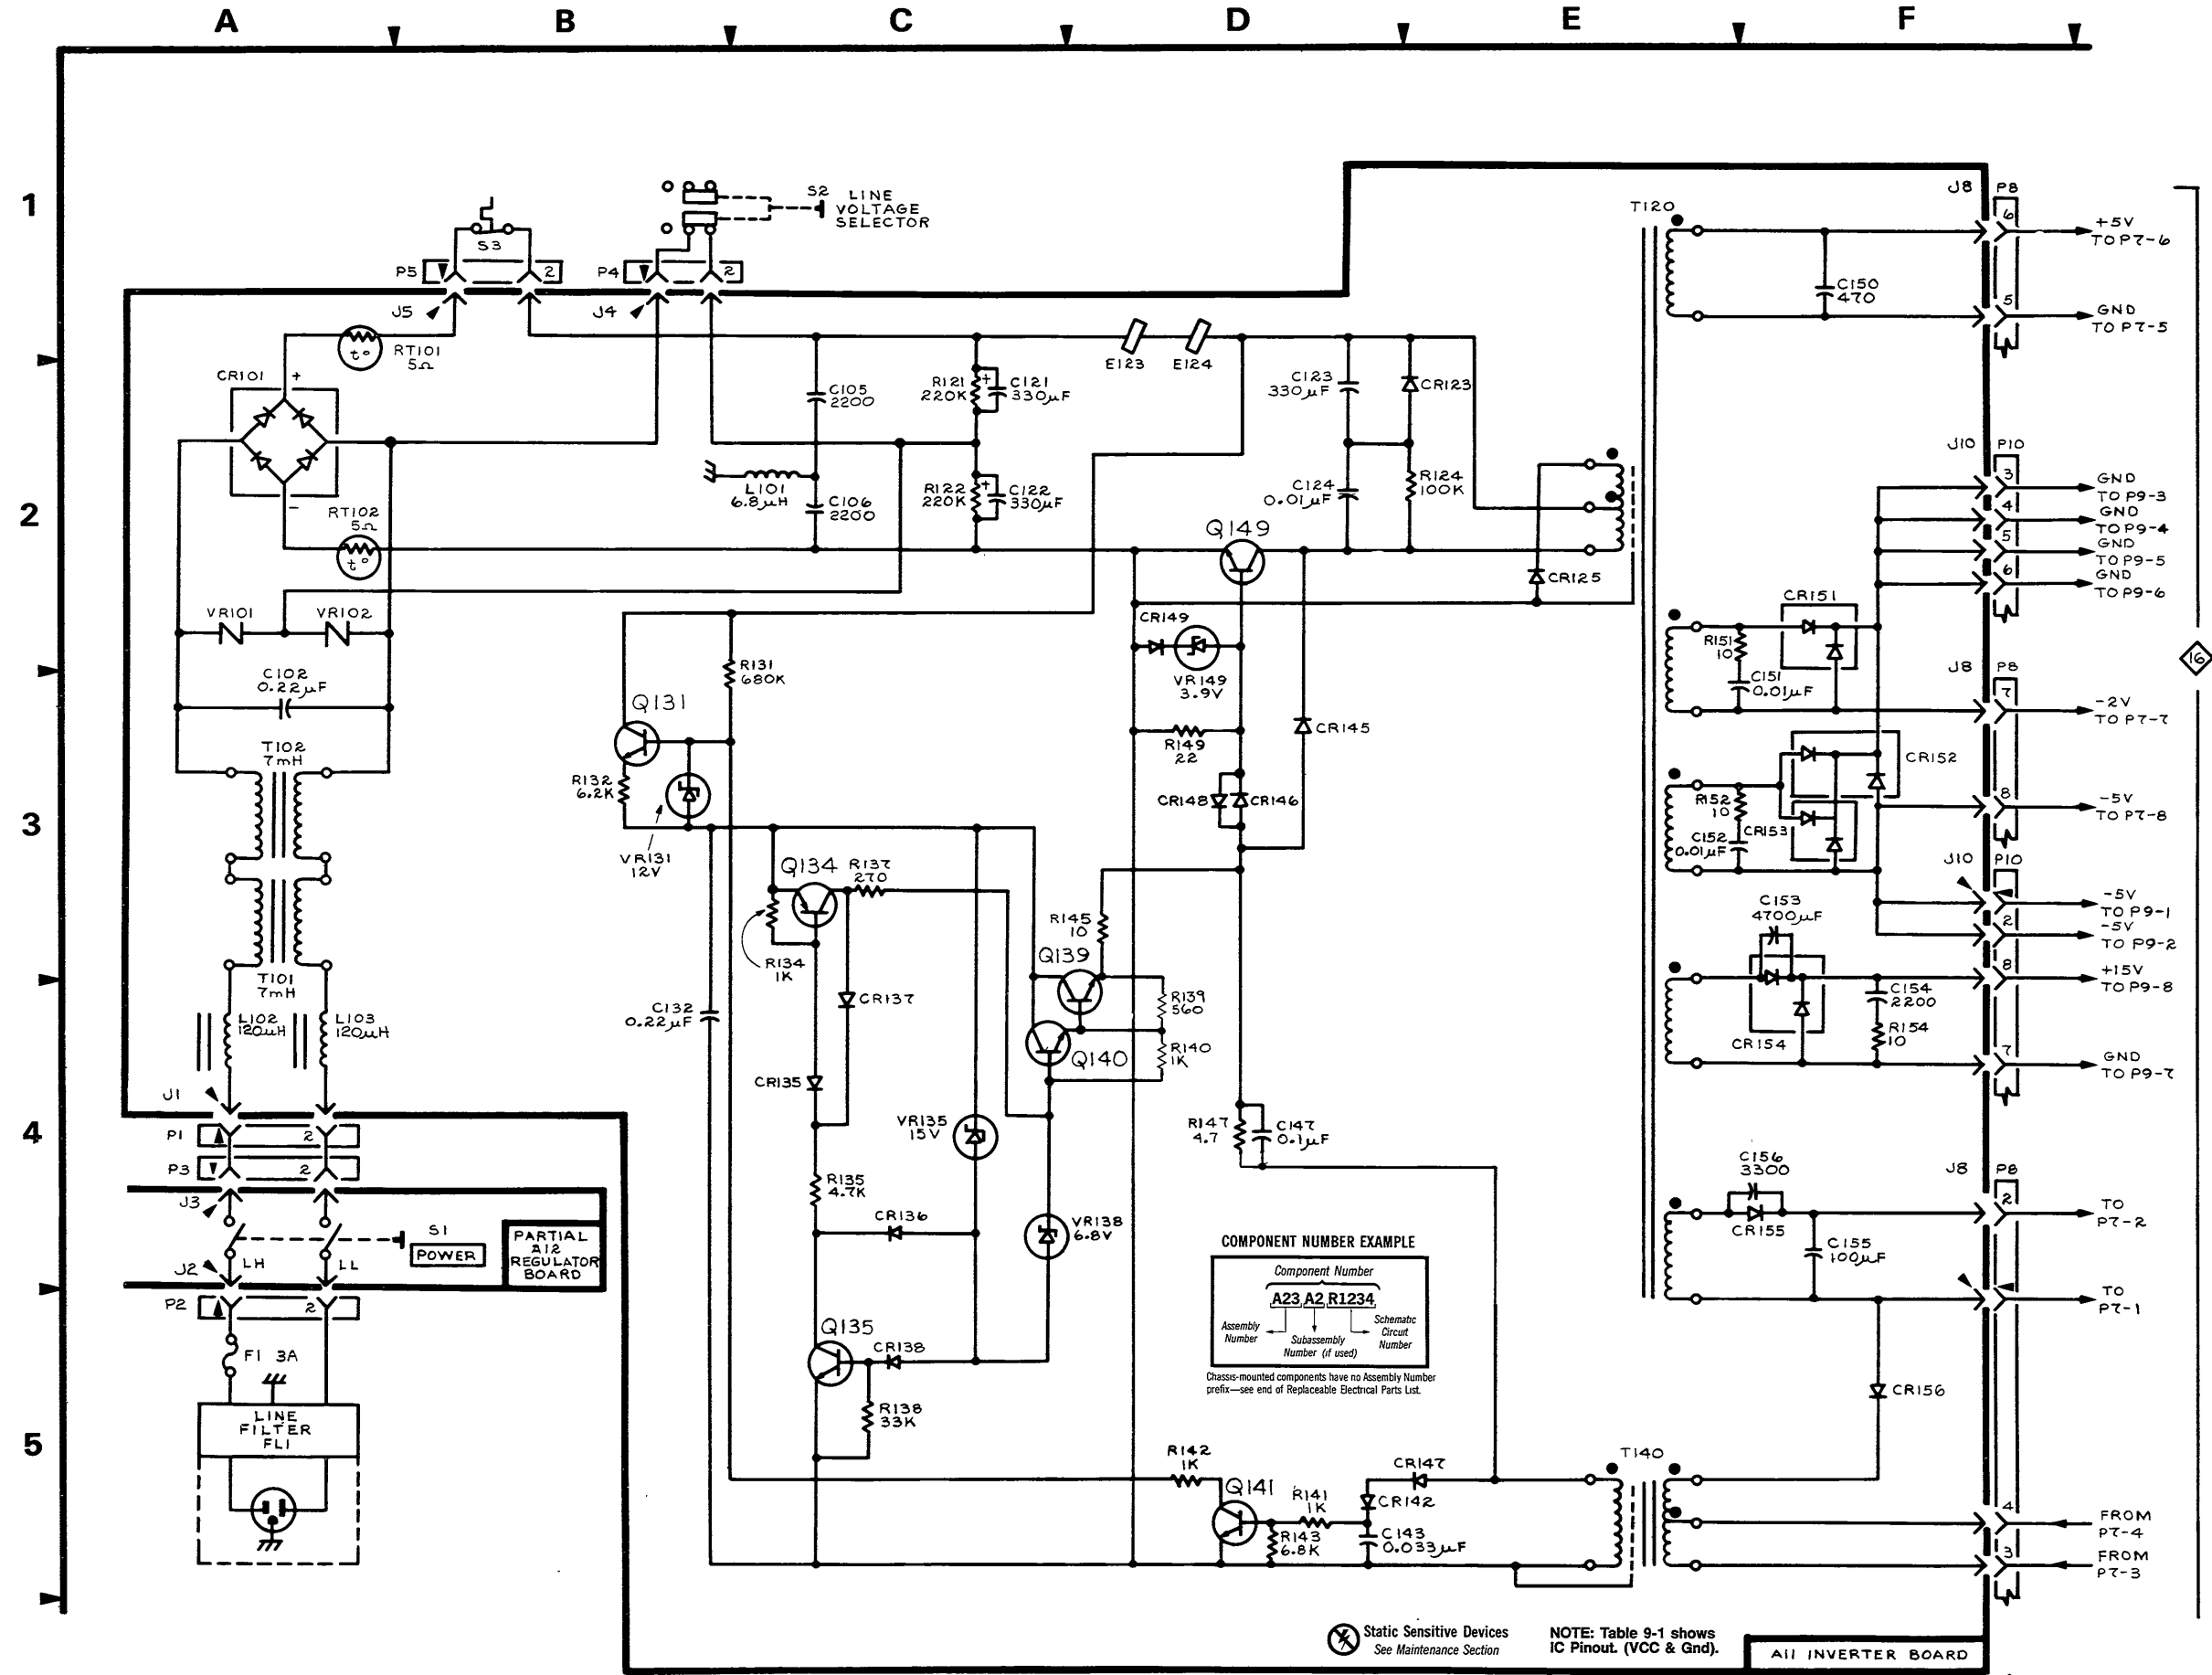 A B C D E F
1
2
3
4
5
S2 LINE
VOLTAGE
SELECTOR
S3
P5 2
P4 2
J5
J4
RT101
5Ω
t°
CR101
+
-
RT102
5Ω
t°
VR101
VR102
C102
0.22µF
T102
7mH
T101
7mH
L102
120µH
L103
120µH
J1
P1 2
P3 2
J3
S1
POWER
PARTIAL
A12
REGULATOR
BOARD
J2
LH
LL
P2 2
F1 3A
LINE
FILTER
FL1
C105
2200
L101
6.8µH
C106
2200
R121
220K
+
C121
330µF
R122
220K
+
C122
330µF
E123
E124
C123
330µF
CR123
C124
0.01µF
R124
100K
Q149
CR125
CR149
VR149
3.9V
R149
22
CR145
CR148
CR146
R131
680K
Q131
R132
6.2K
VR131
12V
Q134
R137
270
R134
1K
CR137
C132
0.22µF
CR135
R145
10
Q139
R139
560
R140
1K
Q140
VR135
15V
R147
4.7
C147
0.1µF
R135
4.7K
CR136
VR138
6.8V
Q135
CR138
R138
33K
COMPONENT NUMBER EXAMPLE
Component Number
A23 A2 R1234
Assembly
Number
Subassembly
Number (if used)
Schematic
Circuit
Number
Chassis-mounted components have no Assembly Number
prefix—see end of Replaceable Electrical Parts List.
R142
1K
Q141
R141
1K
R143
6.8K
CR147
CR142
C143
0.033µF
T140
T120
C150
470
CR151
R151
10
C151
0.01µF
CR152
R152
10
C152
0.01µF
CR153
C153
4700µF
C154
2200
R154
10
CR154
C156
3300
CR155
C155
100µF
CR156
J8 P8
6
+5V
TO P7-6
5
GND
TO P7-5
J10 P10
3
GND
TO P9-3
4
GND
TO P9-4
5
GND
TO P9-5
6
GND
TO P9-6
J8 P8
7
-2V
TO P7-7
8
-5V
TO P7-8
J10 P10
-5V
TO P9-1
2
-5V
TO P9-2
8
+15V
TO P9-8
7
GND
TO P9-7
J8 P8
2
TO
P7-2
TO
P7-1
4
FROM
P7-4
3
FROM
P7-3
16
Static Sensitive Devices
See Maintenance Section
NOTE: Table 9-1 shows
IC Pinout. (VCC & Gnd).
A11 INVERTER BOARD